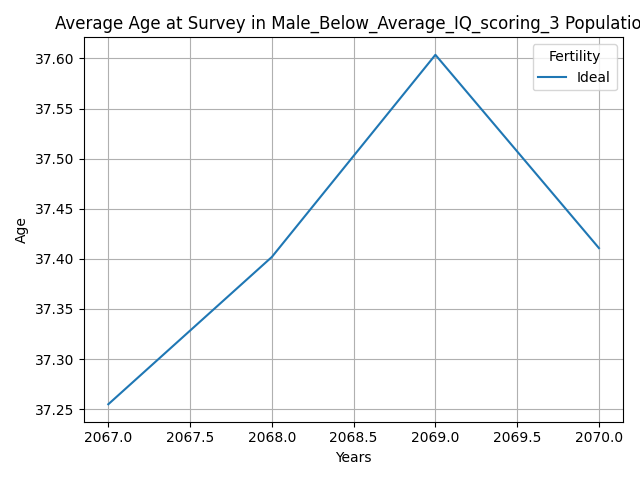 Average Age at Survey in Male_Below_Average_IQ_scoring_3 Populatio
37.60
37.55
37.50
37.45
37.40
37.35
37.30
37.25
Age
Fertility
Ideal
2067.0 2067.5 2068.0 2068.5 2069.0 2069.5 2070.0
Years